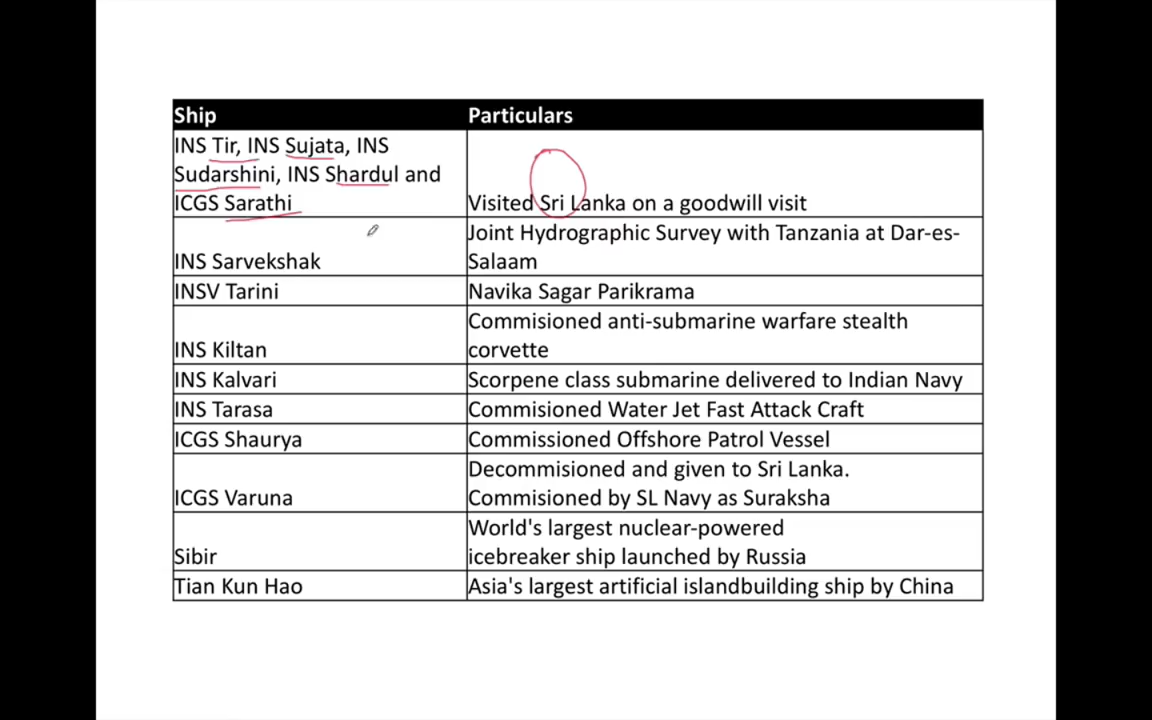 Ship Particulars
INS Tir, INS Sujata, INS
Sudarshini, INS Shardul and
ICGS Sarathi Visited Sri Lanka on a goodwill visit
Joint Hydrographic Survey with Tanzania at Dar-es-
INS Sarvekshak Salaam
INSV Tarini Navika Sagar Parikrama
Commisioned anti-submarine warfare stealth
INS Kiltan corvette
INS Kalvari Scorpene class submarine delivered to Indian Navy
INS Tarasa Commisioned Water Jet Fast Attack Craft
ICGS Shaurya Commissioned Offshore Patrol Vessel
Decommisioned and given to Sri Lanka.
ICGS Varuna Commisioned by SL Navy as Suraksha
World's largest nuclear-powered
Sibir icebreaker ship launched by Russia
Tian Kun Hao Asia's largest artificial islandbuilding ship by China